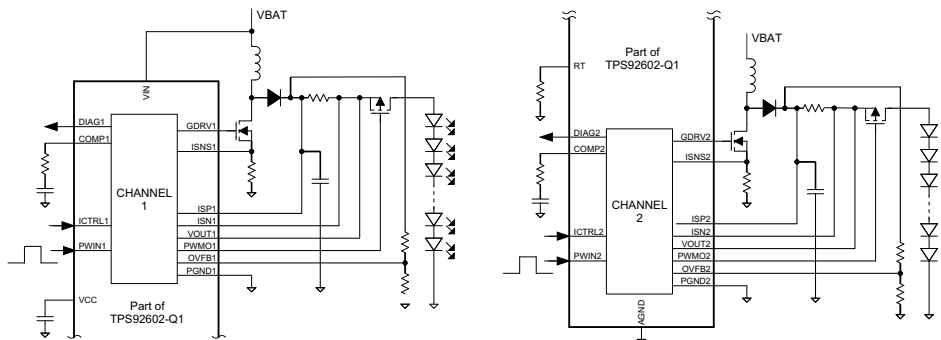 VBAT
VIN
DIAG1
COMP1
GDRV1
ISNS1
CHANNEL
1
ISP1
ICTRL1
ISN1
VOUT1
PWIN1
PWMO1
OVFB1
PGND1
VCC
Part of
TPS92602-Q1
Part of
TPS92602-Q1
VBAT
RT
DIAG2
COMP2
GDRV2
ISNS2
CHANNEL
2
ISP2
ICTRL2
ISN2
VOUT2
PWIN2
PWMO2
OVFB2
PGND2
AGND